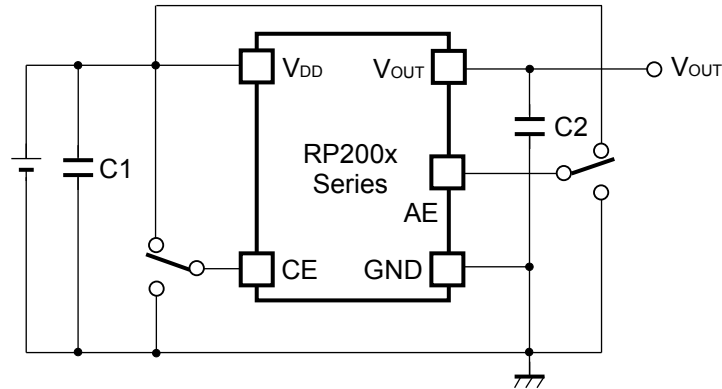 VDD
VOUT
VOUT
C1
C2
RP200x
Series
AE
CE
GND